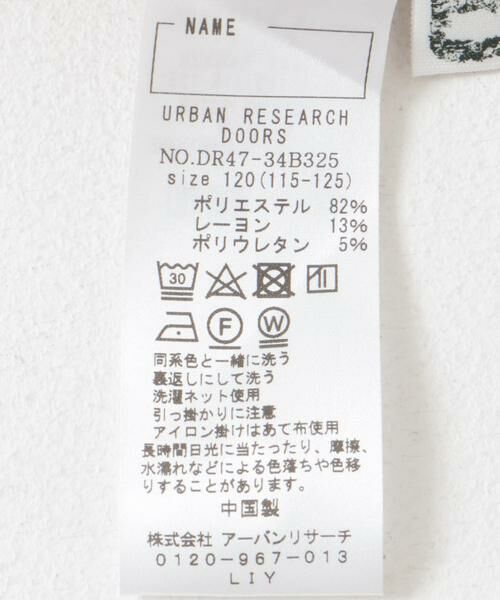 NAME
URBAN RESEARCH
DOORS
NO.DR47-34B325
size 120(115-125)
ポリエステル 82%
レーヨン 13%
ポリウレタン 5%
30
F W
同系色と一緒に洗う
裏返しにして洗う
洗濯ネット使用
引っ掛かりに注意
アイロン掛けはあて布使用
長時間日光に当たったり、摩擦、
水濡れなどによる色落ちや色移
りすることがあります。
中国製
株式会社 アーバンリサーチ
0120-967-013
LIY